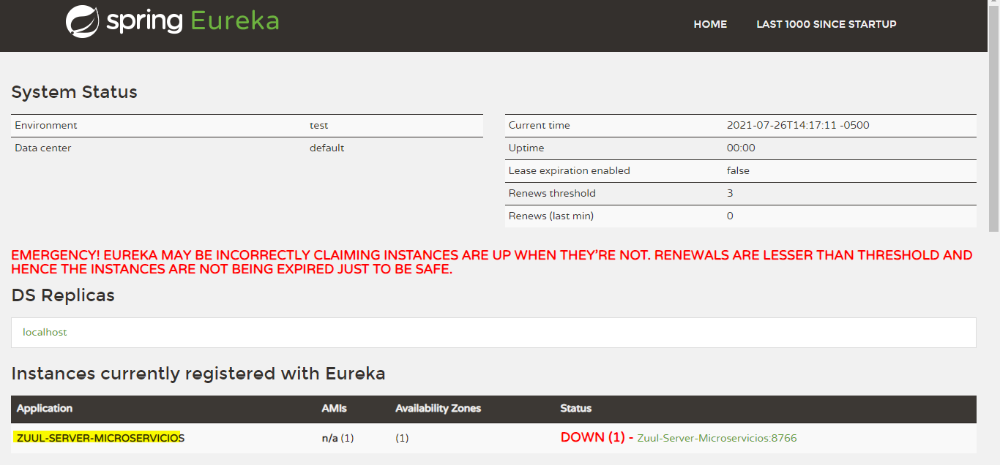 spring Eureka
HOME LAST 1000 SINCE STARTUP
System Status
Environment test
Data center default
Current time 2021-07-26T14:17:11 -0500
Uptime 00:00
Lease expiration enabled false
Renews threshold 3
Renews (last min) 0
EMERGENCY! EUREKA MAY BE INCORRECTLY CLAIMING INSTANCES ARE UP WHEN THEY'RE NOT. RENEWALS ARE LESSER THAN THRESHOLD AND
HENCE THE INSTANCES ARE NOT BEING EXPIRED JUST TO BE SAFE.
DS Replicas
localhost
Instances currently registered with Eureka
Application AMIs Availability Zones Status
ZUUL-SERVER-MICROSERVICIOS n/a (1) (1) DOWN (1) - Zuul-Server-Microservicios:8766